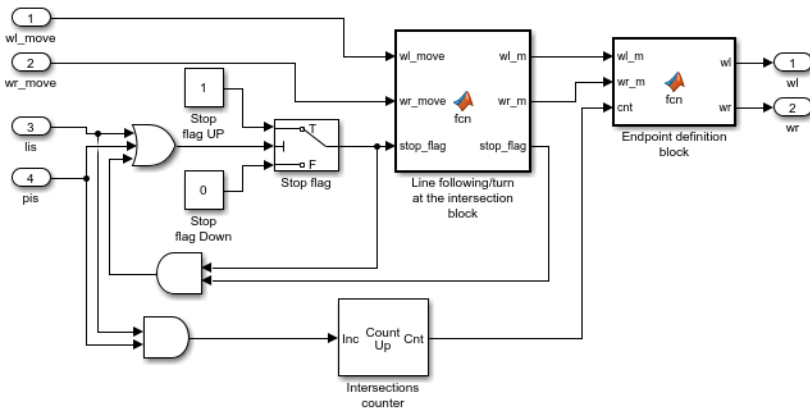 1
wl_move
2
wr_move
3
lis
4
pis
1
Stop
flag UP
0
Stop
flag Down
T
F
Stop flag
wl_move
wr_move
stop_flag
fcn
wl_m
wr_m
stop_flag
Line following/turn
at the intersection
block
wl_m
wr_m
cnt
fcn
wl
wr
Endpoint definition
block
1
wl
2
wr
Inc
Count
Up
Cnt
Intersections
counter